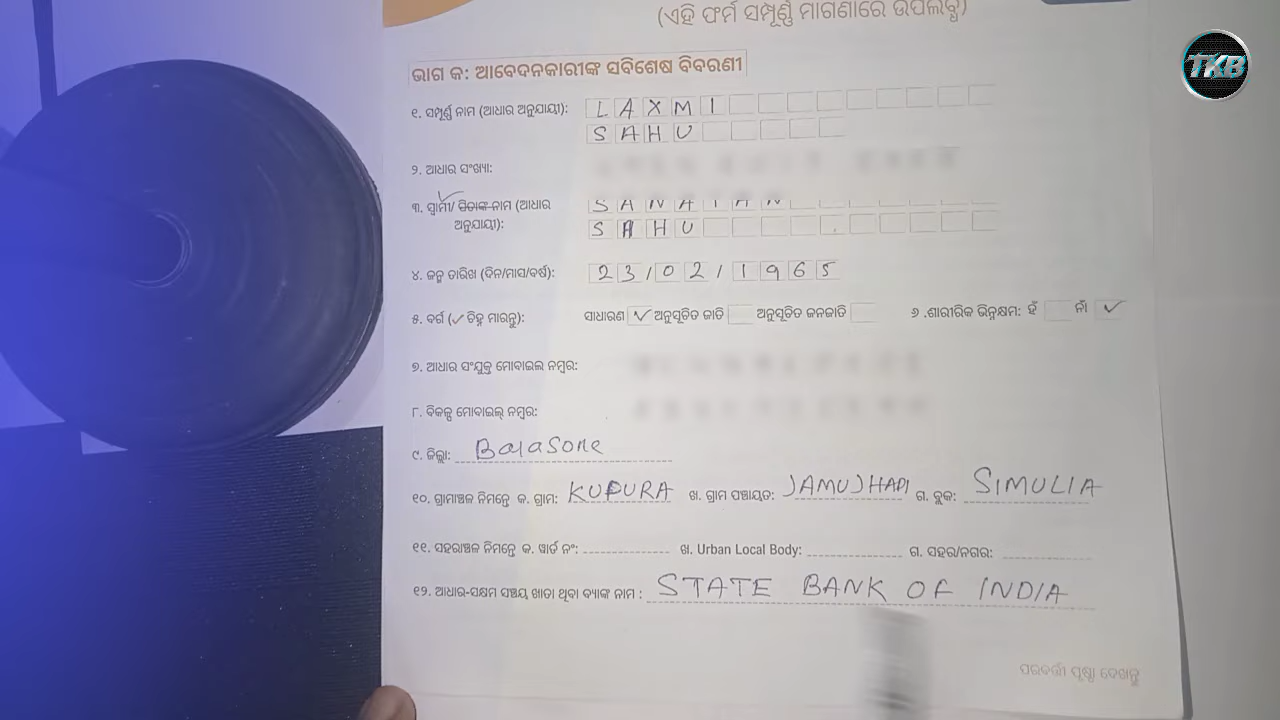 (ଏହି ଫର୍ମ ସମ୍ପୂର୍ଣ୍ଣ ମାଗଣାରେ ଉପଲବ୍ଧ)
TKB
ଭାଗ କ: ଆବେଦନକାରୀଙ୍କ ସବିଶେଷ ବିବରଣୀ
୧. ସମ୍ପୂର୍ଣ୍ଣ ନାମ (ଆଧାର ଅନୁଯାୟୀ): LAXMI
SAHU
୨. ଆଧାର ସଂଖ୍ୟା:
୩. ସ୍ୱାମୀ/ ପିତାଙ୍କ ନାମ (ଆଧାର
ଅନୁଯାୟୀ): SAHU
୪. ଜନ୍ମ ତାରିଖ (ଦିନ/ମାସ/ବର୍ଷ): 23/02/1965
୫. ବର୍ଗ (✓ ଚିହ୍ନ ମାରନ୍ତୁ): ସାଧାରଣ ✓ ଅନୁସୂଚିତ ଜାତି ଅନୁସୂଚିତ ଜନଜାତି ୬ .ଶାରୀରିକ ଭିନ୍ନକ୍ଷମ: ହଁ ନାଁ ✓
୭. ଆଧାର ସଂଯୁକ୍ତ ମୋବାଇଲ ନମ୍ବର:
୮. ବିକଳ୍ପ ମୋବାଇଲ୍ ନମ୍ବର:
୯. ଜିଲ୍ଲା: Balasore
୧୦. ଗ୍ରାମାଞ୍ଚଳ ନିମନ୍ତେ କ. ଗ୍ରାମ: KUPURA ଖ. ଗ୍ରାମ ପଞ୍ଚାୟତ: JAMUJHADI ଗ. ବ୍ଲକ: SIMULIA
୧୧. ସହରାଞ୍ଚଳ ନିମନ୍ତେ କ. ୱାର୍ଡ ନଂ: ଖ. Urban Local Body: ଗ. ସହର/ନଗର:
୧୨. ଆଧାର-ସକ୍ଷମ ସଞ୍ଚୟ ଖାତା ଥିବା ବ୍ୟାଙ୍କ ନାମ : STATE BANK OF INDIA
ପରବର୍ତ୍ତୀ ପୃଷ୍ଠା ଦେଖନ୍ତୁ